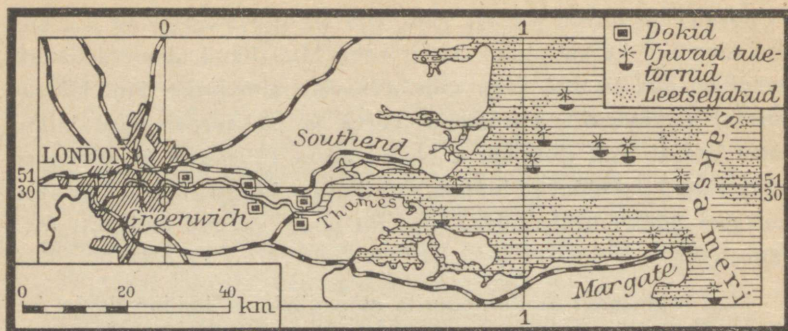 0
1
Dokid
Ujuvad tule-
tornid
Leetseljakud
Southend
LONDON
51
30
51
30
Greenwich
Thames
saksa meri
Margate
0 20 40
km
1